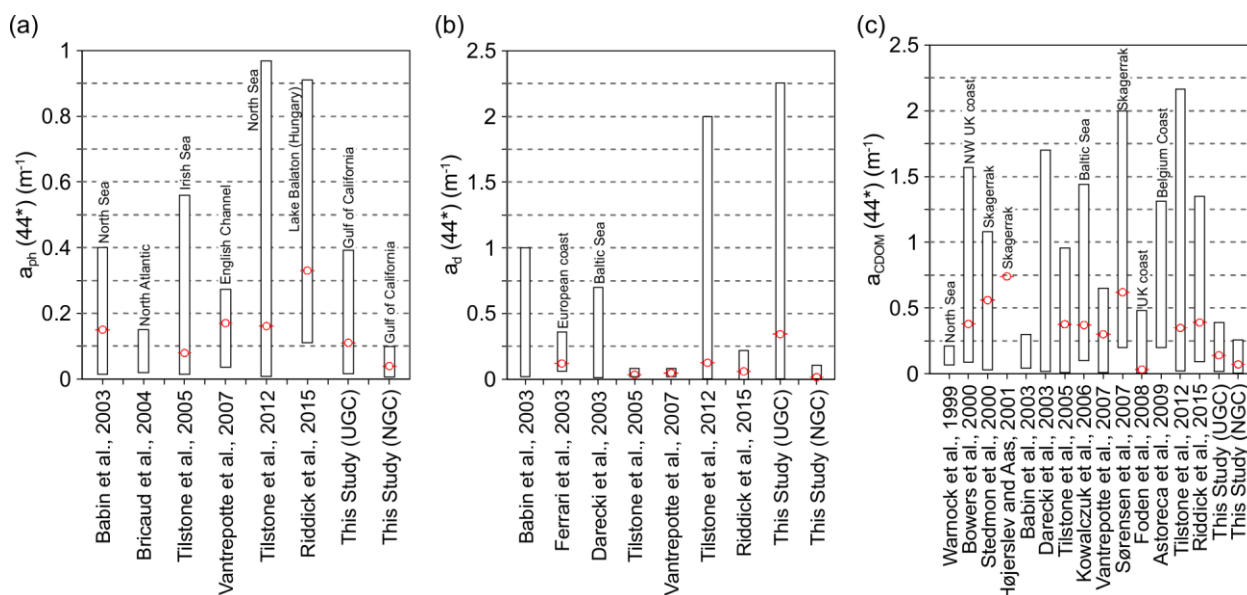 (a)
a_ph (44*) (m⁻¹)
1
0.8
0.6
0.4
0.2
0
North Sea
North Atlantic
Irish Sea
English Channel
North Sea
Lake Balaton (Hungary)
Gulf of California
Gulf of California
Babin et al., 2003
Bricaud et al., 2004
Tilstone et al., 2005
Vantrepotte et al., 2007
Tilstone et al., 2012
Riddick et al., 2015
This Study (UGC)
This Study (NGC)
(b)
a_d (44*) (m⁻¹)
2.5
2
1.5
1
0.5
0
European coast
Baltic Sea
Babin et al., 2003
Ferrari et al., 2003
Darecki et al., 2003
Tilstone et al., 2005
Vantrepotte et al., 2007
Tilstone et al., 2012
Riddick et al., 2015
This Study (UGC)
This Study (NGC)
(c)
a_CDOM (44*) (m⁻¹)
2.5
2
1.5
1
0.5
0
North Sea
NW UK coast
Skagerrak
Skagerrak
Baltic Sea
Skagerrak
UK coast
Belgium Coast
Warnock et al., 1999
Bowers et al., 2000
Stedmon et al., 2000
Højerslev and Aas, 2001
Babin et al., 2003
Darecki et al., 2003
Tilstone et al., 2005
Kowalczuk et al., 2006
Vantrepotte et al., 2007
Sørensen et al., 2007
Foden et al., 2008
Astoreca et al., 2009
Tilstone et al., 2012
Riddick et al., 2015
This Study (UGC)
This Study (NGC)